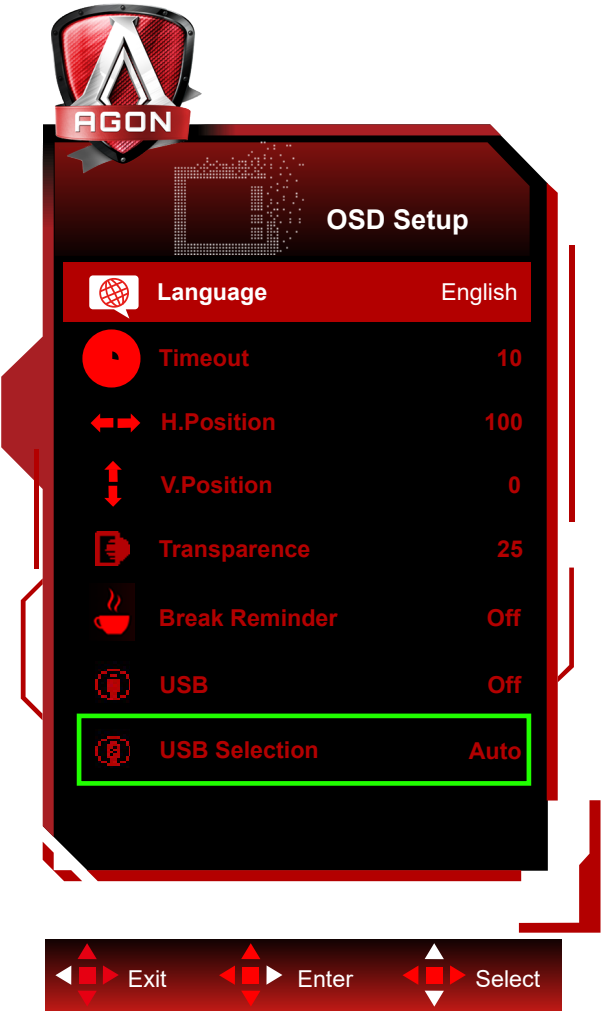 AGON
OSD Setup
Language English
Timeout 10
H.Position 100
V.Position 0
Transparence 25
Break Reminder Off
USB Off
USB Selection Auto
Exit Enter Select